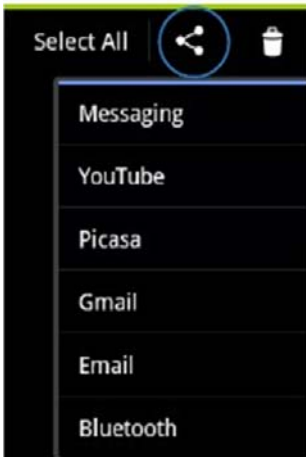 Select All
Messaging
YouTube
Picasa
Gmail
Email
Bluetooth